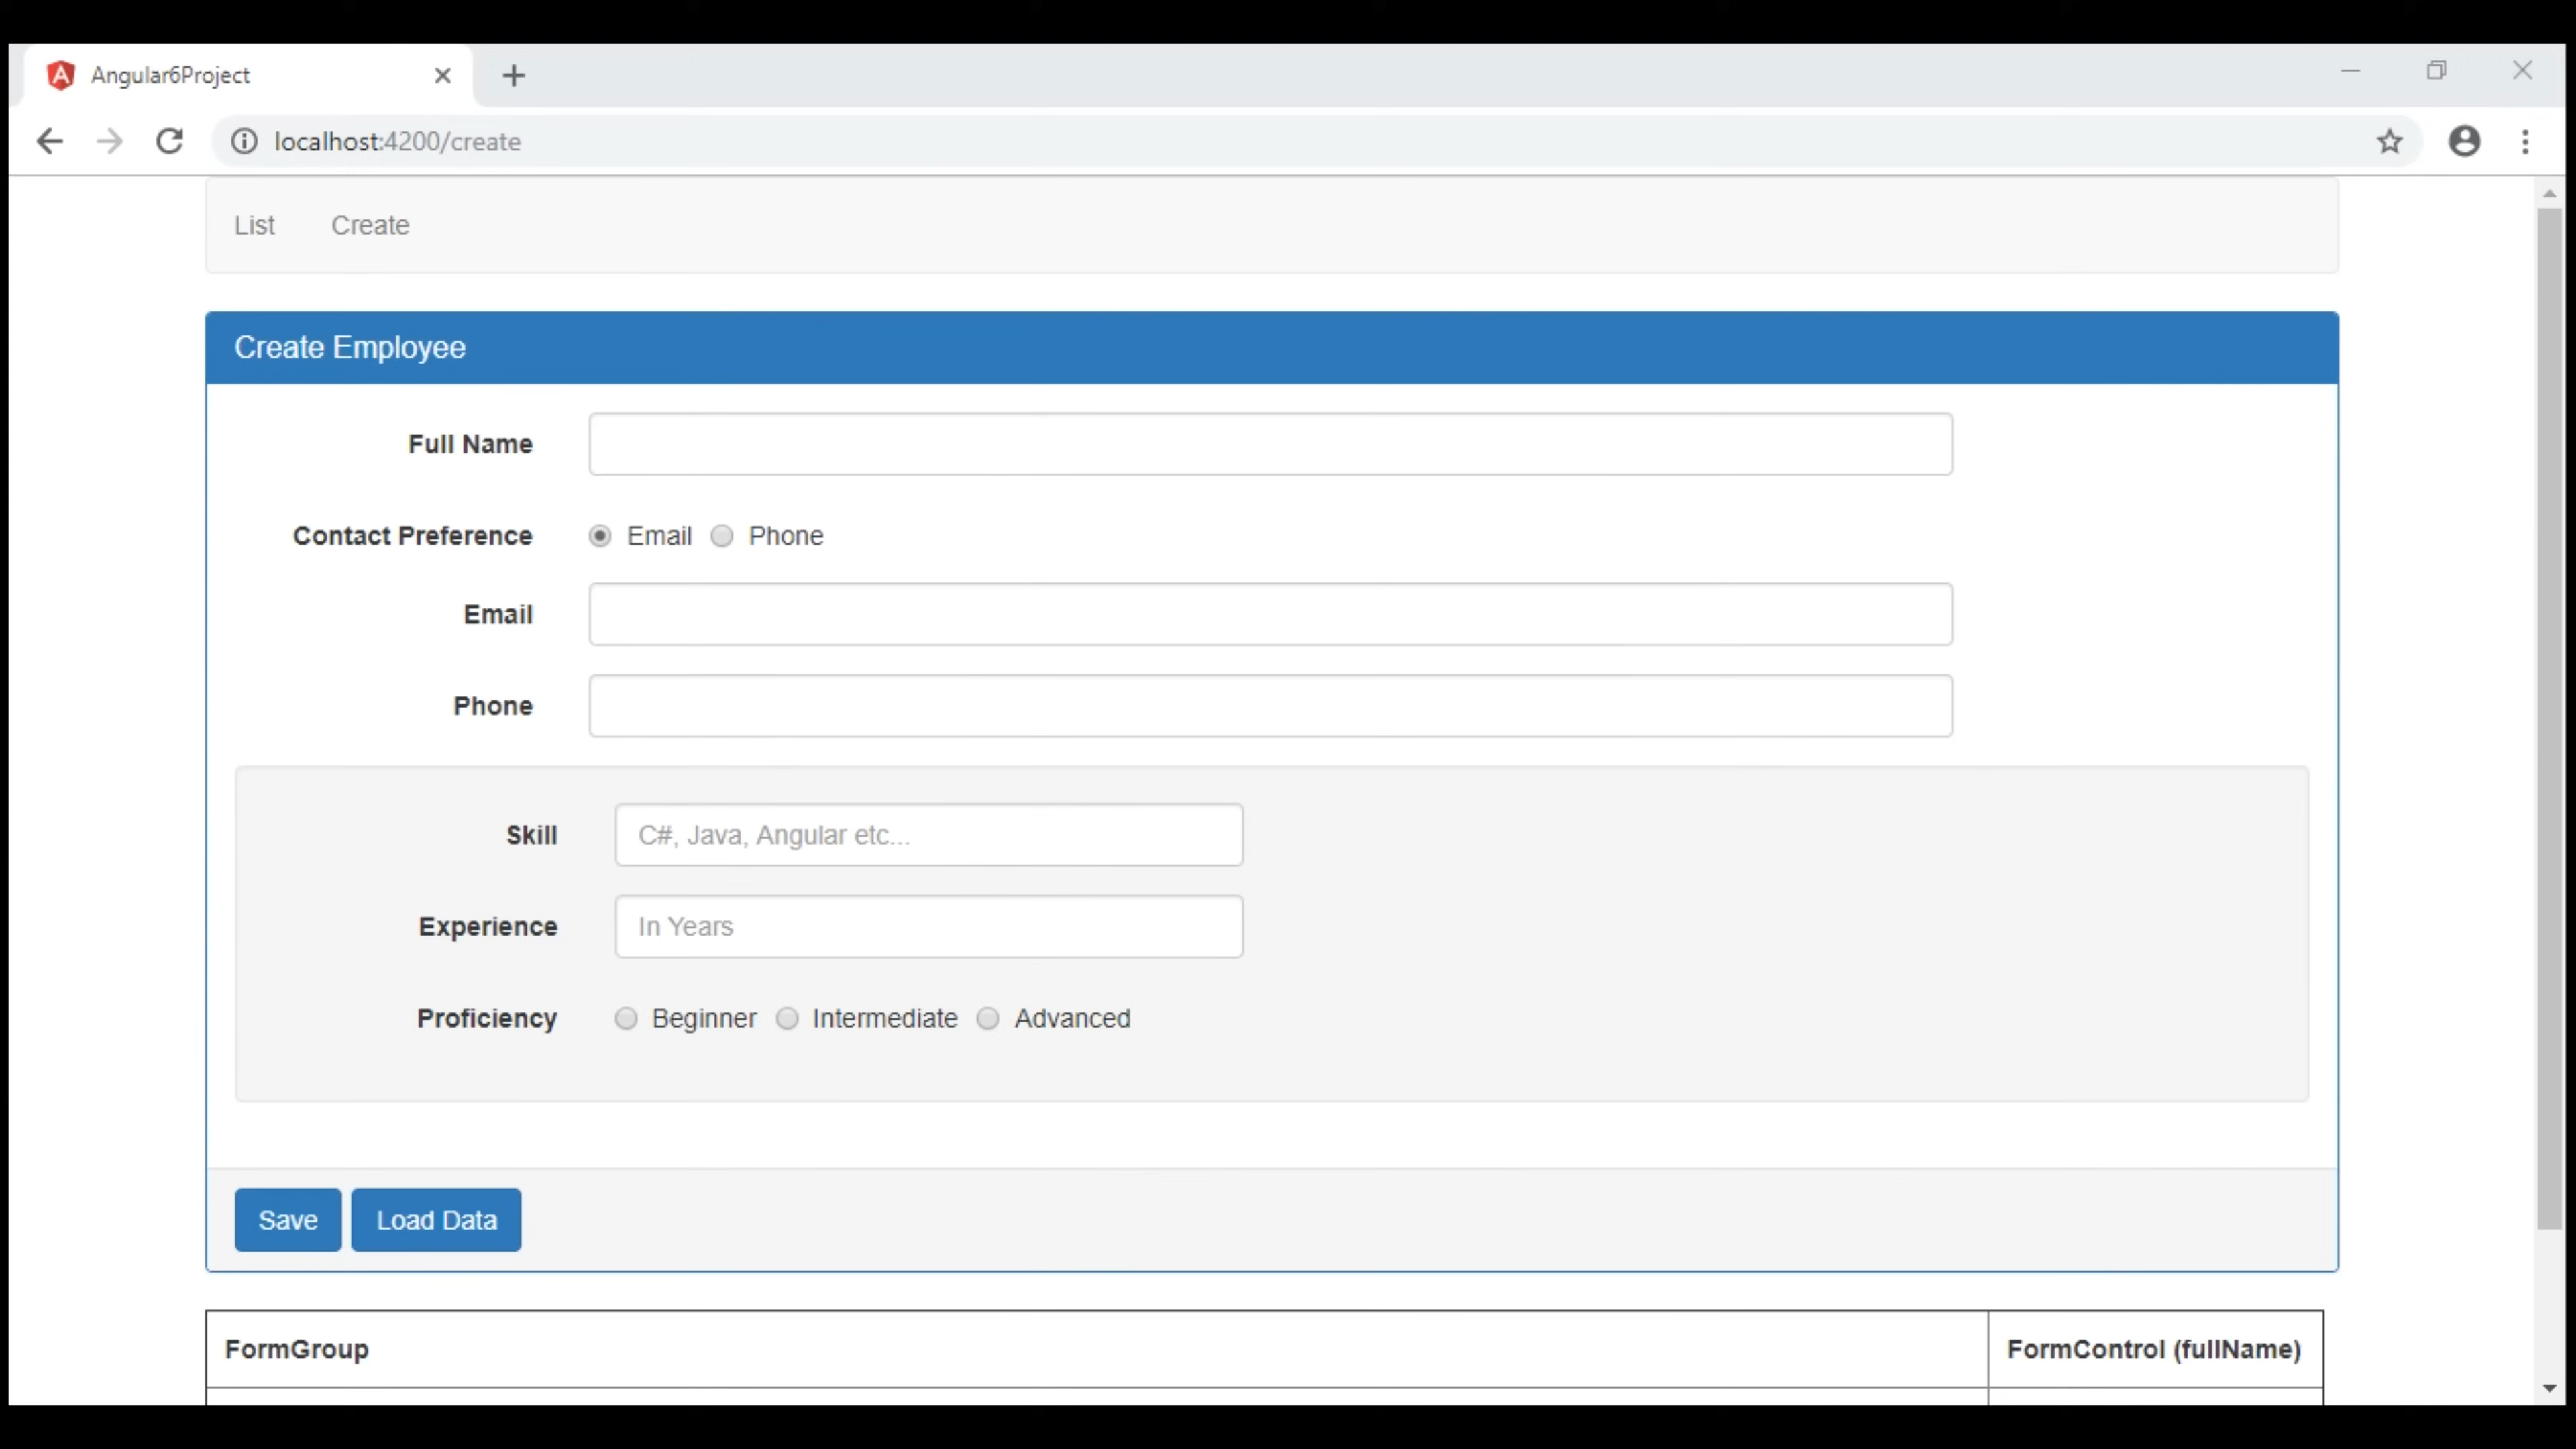 Angular6Project
localhost:4200/create
List Create
Create Employee
Full Name
Contact Preference Email Phone
Email
Phone
Skill C#, Java, Angular etc...
Experience In Years
Proficiency Beginner Intermediate Advanced
Save Load Data
FormGroup FormControl (fullName)